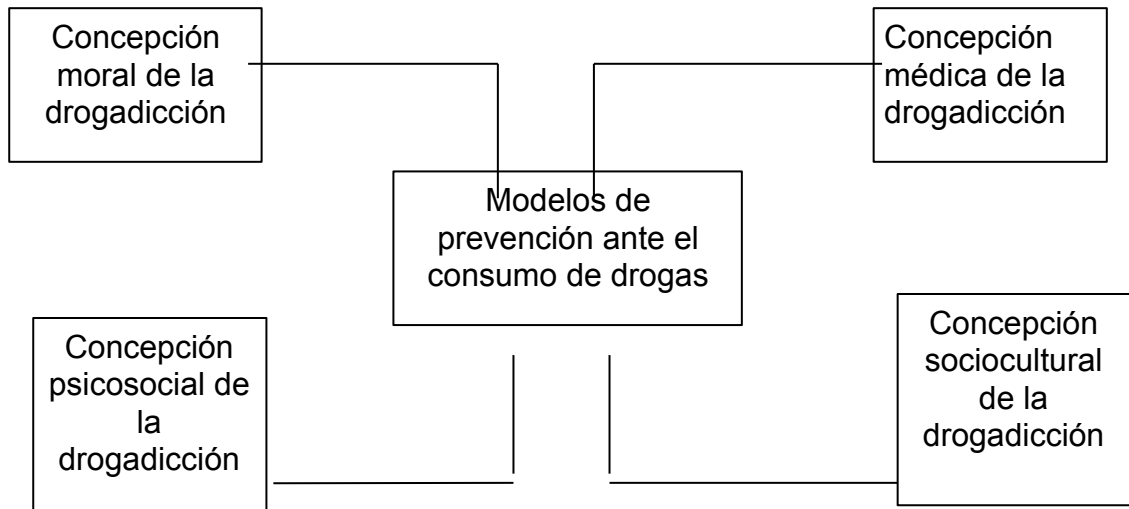 Concepción
moral de la
drogadicción
Concepción
médica de la
drogadicción
Modelos de
prevención ante el
consumo de drogas
Concepción
psicosocial de
la
drogadicción
Concepción
sociocultural
de la
drogadicción